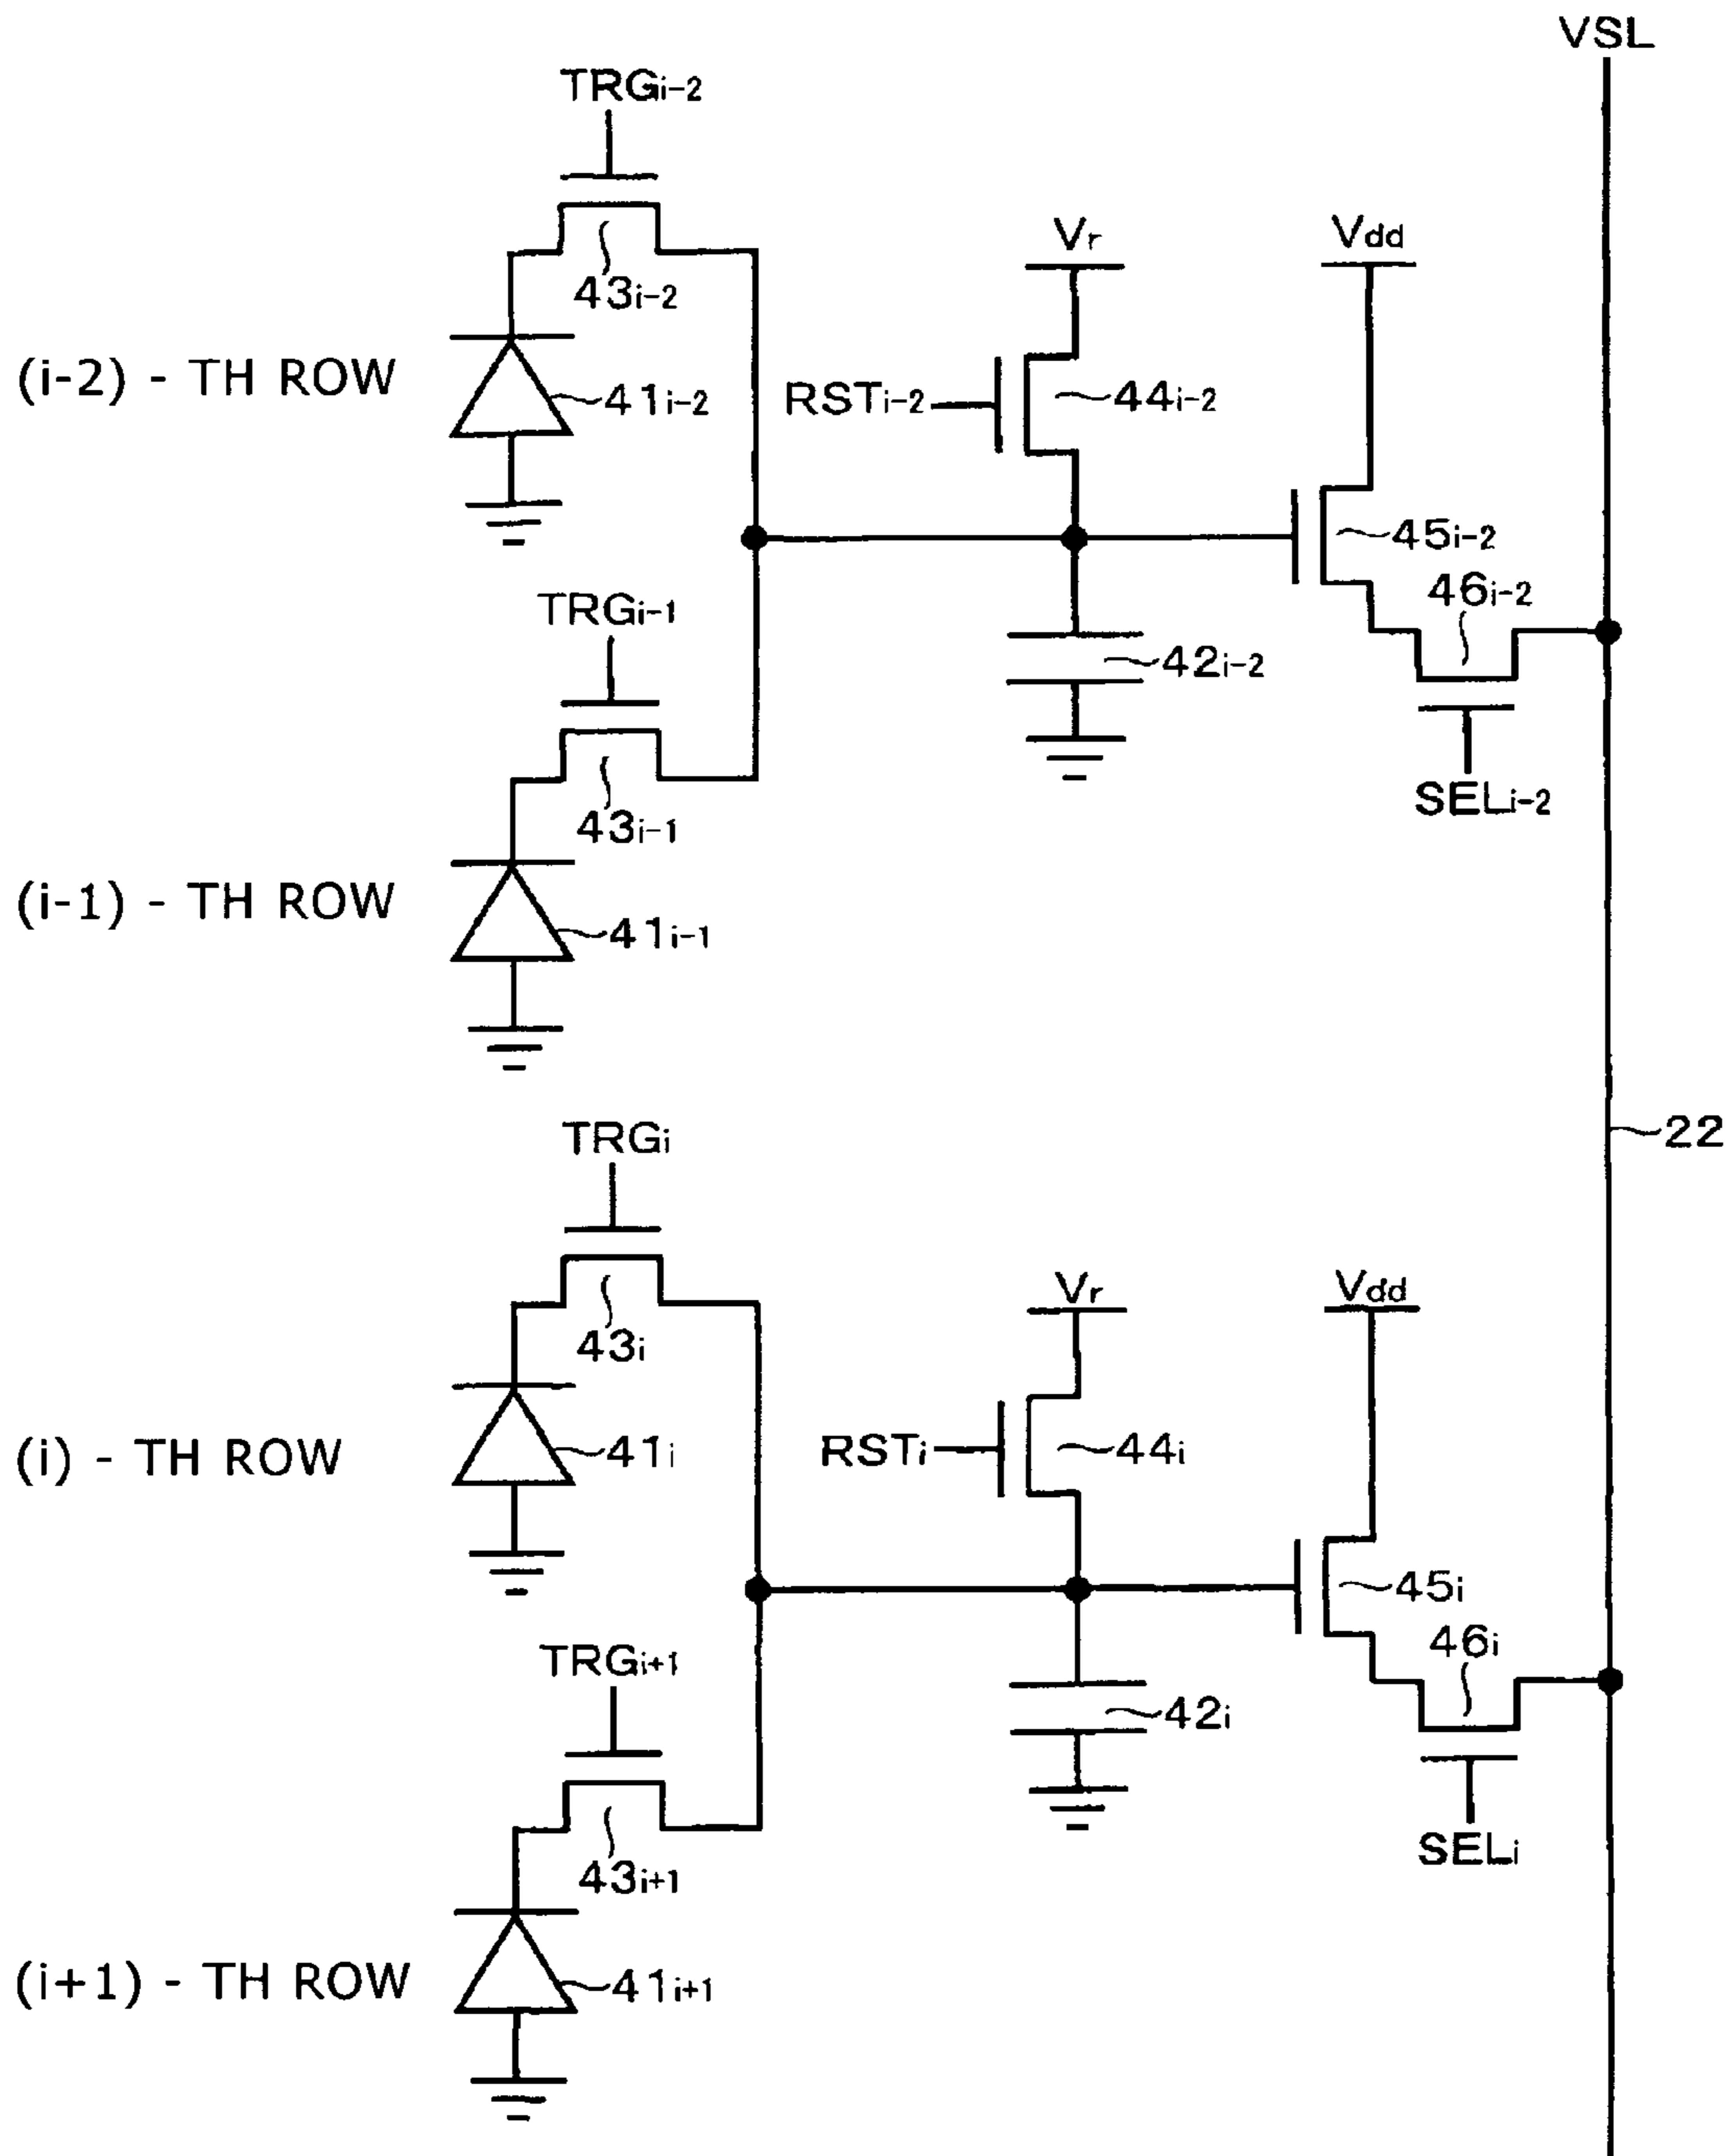 VSL
TRGi-2
Vr
Vdd
43i-2
(i-2) - TH ROW
41i-2
RSTi-2
44i-2
45i-2
46i-2
TRGi-1
42i-2
SELi-2
43i-1
(i-1) - TH ROW
41i-1
22
TRGi
Vr
Vdd
43i
(i) - TH ROW
41i
RSTi
44i
45i
46i
TRGi+1
42i
SELi
43i+1
(i+1) - TH ROW
41i+1